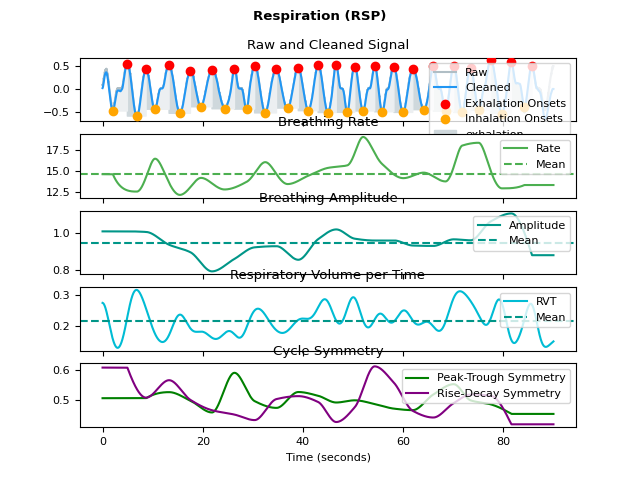 Respiration (RSP)
Raw and Cleaned Signal
0.5
0.0
−0.5
Raw
Cleaned
Exhalation Onsets
Inhalation Onsets
exhalation
Breathing Rate
17.5
15.0
12.5
Rate
Mean
Breathing Amplitude
1.0
0.8
Amplitude
Mean
Respiratory Volume per Time
0.3
0.2
RVT
Mean
Cycle Symmetry
0.6
0.5
Peak-Trough Symmetry
Rise-Decay Symmetry
0 20 40 60 80
Time (seconds)